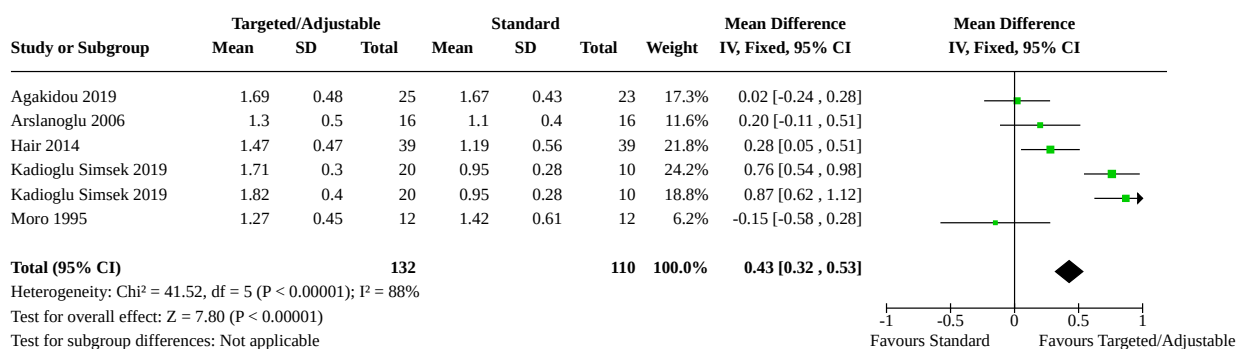 Targeted/Adjustable Standard Mean Difference Mean Difference
Study or Subgroup Mean SD Total Mean SD Total Weight IV, Fixed, 95% CI IV, Fixed, 95% CI
Agakidou 2019 1.69 0.48 25 1.67 0.43 23 17.3% 0.02 [-0.24 , 0.28]
Arslanoglu 2006 1.3 0.5 16 1.1 0.4 16 11.6% 0.20 [-0.11 , 0.51]
Hair 2014 1.47 0.47 39 1.19 0.56 39 21.8% 0.28 [0.05 , 0.51]
Kadioglu Simsek 2019 1.71 0.3 20 0.95 0.28 10 24.2% 0.76 [0.54 , 0.98]
Kadioglu Simsek 2019 1.82 0.4 20 0.95 0.28 10 18.8% 0.87 [0.62 , 1.12]
Moro 1995 1.27 0.45 12 1.42 0.61 12 6.2% -0.15 [-0.58 , 0.28]
Total (95% CI) 132 110 100.0% 0.43 [0.32 , 0.53]
Heterogeneity: Chi² = 41.52, df = 5 (P < 0.00001); I² = 88%
Test for overall effect: Z = 7.80 (P < 0.00001) -1 -0.5 0 0.5 1
Test for subgroup differences: Not applicable Favours Standard Favours Targeted/Adjustable